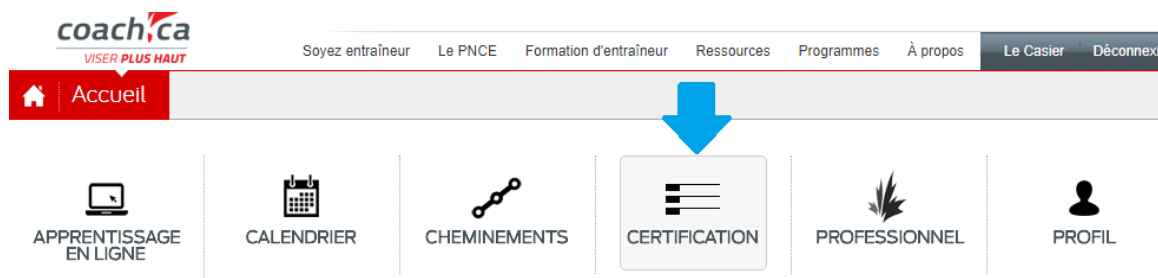 coach.ca
VISER PLUS HAUT
Soyez entraîneur Le PNCE Formation d'entraîneur Ressources Programmes À propos Le Casier Déconnexi
Accueil
APPRENTISSAGE
EN LIGNE
CALENDRIER
CHEMINEMENTS
CERTIFICATION
PROFESSIONNEL
PROFIL